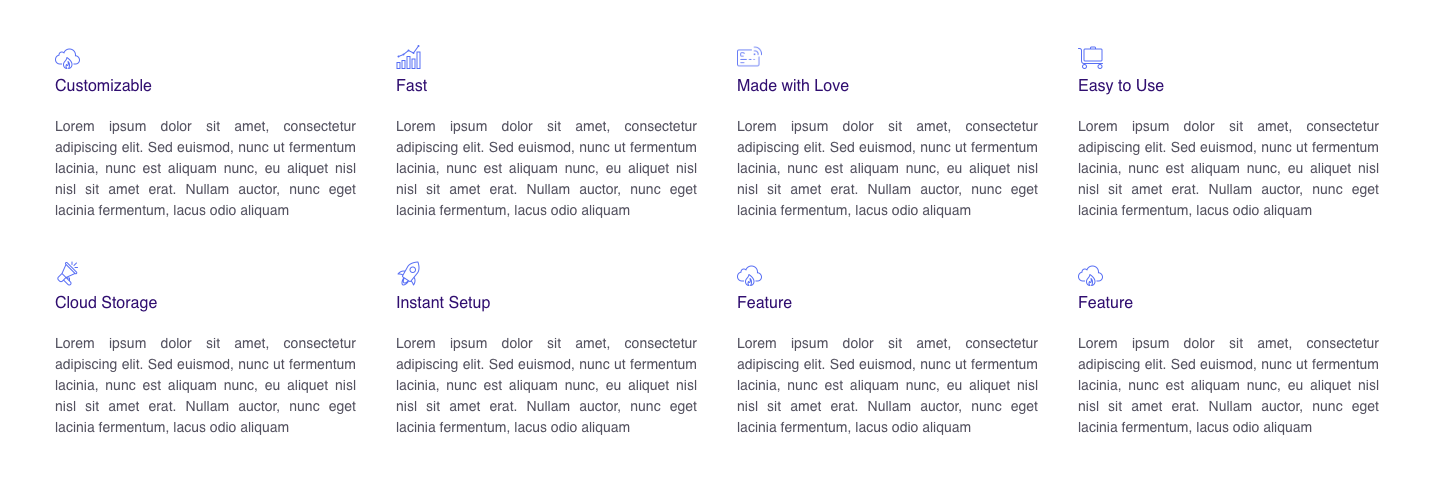 Customizable
Lorem ipsum dolor sit amet, consectetur
adipiscing elit. Sed euismod, nunc ut fermentum
lacinia, nunc est aliquam nunc, eu aliquet nisl
nisl sit amet erat. Nullam auctor, nunc eget
lacinia fermentum, lacus odio aliquam
Fast
Lorem ipsum dolor sit amet, consectetur
adipiscing elit. Sed euismod, nunc ut fermentum
lacinia, nunc est aliquam nunc, eu aliquet nisl
nisl sit amet erat. Nullam auctor, nunc eget
lacinia fermentum, lacus odio aliquam
Made with Love
Lorem ipsum dolor sit amet, consectetur
adipiscing elit. Sed euismod, nunc ut fermentum
lacinia, nunc est aliquam nunc, eu aliquet nisl
nisl sit amet erat. Nullam auctor, nunc eget
lacinia fermentum, lacus odio aliquam
Easy to Use
Lorem ipsum dolor sit amet, consectetur
adipiscing elit. Sed euismod, nunc ut fermentum
lacinia, nunc est aliquam nunc, eu aliquet nisl
nisl sit amet erat. Nullam auctor, nunc eget
lacinia fermentum, lacus odio aliquam
Cloud Storage
Lorem ipsum dolor sit amet, consectetur
adipiscing elit. Sed euismod, nunc ut fermentum
lacinia, nunc est aliquam nunc, eu aliquet nisl
nisl sit amet erat. Nullam auctor, nunc eget
lacinia fermentum, lacus odio aliquam
Instant Setup
Lorem ipsum dolor sit amet, consectetur
adipiscing elit. Sed euismod, nunc ut fermentum
lacinia, nunc est aliquam nunc, eu aliquet nisl
nisl sit amet erat. Nullam auctor, nunc eget
lacinia fermentum, lacus odio aliquam
Feature
Lorem ipsum dolor sit amet, consectetur
adipiscing elit. Sed euismod, nunc ut fermentum
lacinia, nunc est aliquam nunc, eu aliquet nisl
nisl sit amet erat. Nullam auctor, nunc eget
lacinia fermentum, lacus odio aliquam
Feature
Lorem ipsum dolor sit amet, consectetur
adipiscing elit. Sed euismod, nunc ut fermentum
lacinia, nunc est aliquam nunc, eu aliquet nisl
nisl sit amet erat. Nullam auctor, nunc eget
lacinia fermentum, lacus odio aliquam